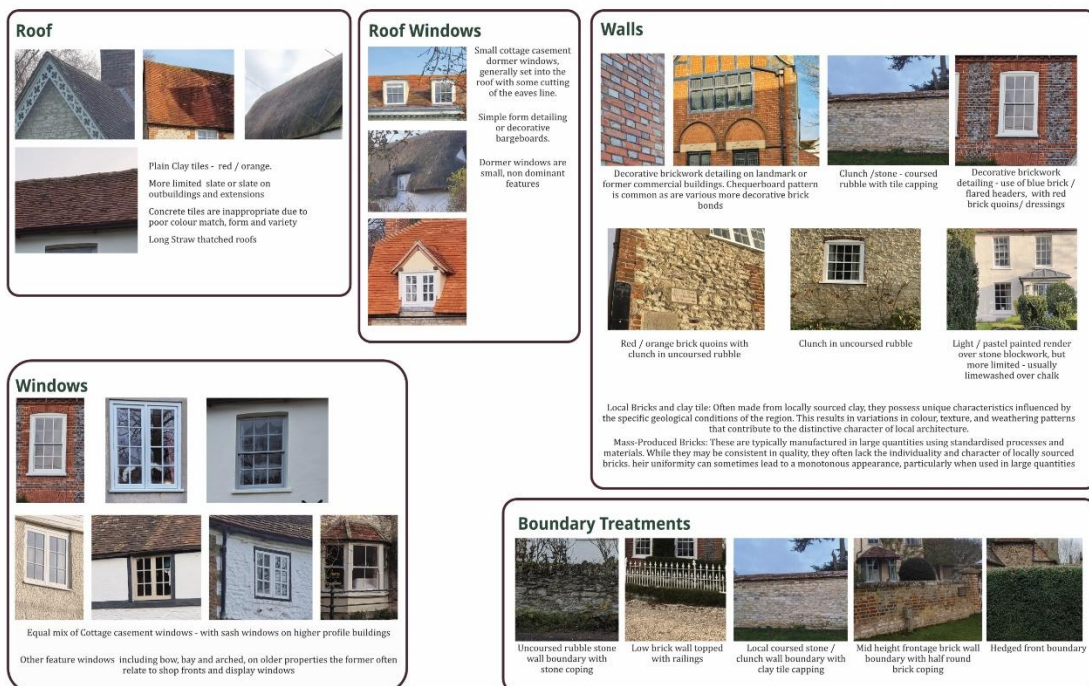 Roof
Plain Clay tiles - red / orange.
More limited slate or slate on
outbuildings and extensions
Concrete tiles are inappropriate due to
poor colour match, form and variety
Long Straw thatched roofs
Roof Windows
Small cottage casement
dormer windows,
generally set into the
roof with some cutting
of the eaves line.
Simple form detailing
or decorative
bargeboards.
Dormer windows are
small, non dominant
features
Walls
Decorative brickwork detailing on landmark or
former commercial buildings. Chequerboard pattern
is common as are various more decorative brick
bonds
Clunch /stone - coursed
rubble with tile capping
Decorative brickwork
detailing - use of blue brick /
flared headers, with red
brick quoins/ dressings
Red / orange brick quoins with
clunch in uncoursed rubble
Clunch in uncoursed rubble
Light / pastel painted render
over stone blockwork, but
more limited - usually
limewashed over chalk
Local Bricks and clay tile: Often made from locally sourced clay, they possess unique characteristics influenced by
the specific geological conditions of the region. This results in variations in colour, texture, and weathering patterns
that contribute to the distinctive character of local architecture.
Mass-Produced Bricks: These are typically manufactured in large quantities using standardised processes and
materials. While they may be consistent in quality, they often lack the individuality and character of locally sourced
bricks. heir uniformity can sometimes lead to a monotonous appearance, particularly when used in large quantities
Windows
Equal mix of Cottage casement windows - with sash windows on higher profile buildings
Other feature windows including bow, bay and arched, on older properties the former often
relate to shop fronts and display windows
Boundary Treatments
Uncoursed rubble stone
wall boundary with
stone coping
Low brick wall topped
with railings
Local coursed stone /
clunch wall boundary with
clay tile capping
Mid height frontage brick wall
boundary with half round
brick coping
Hedged front boundary